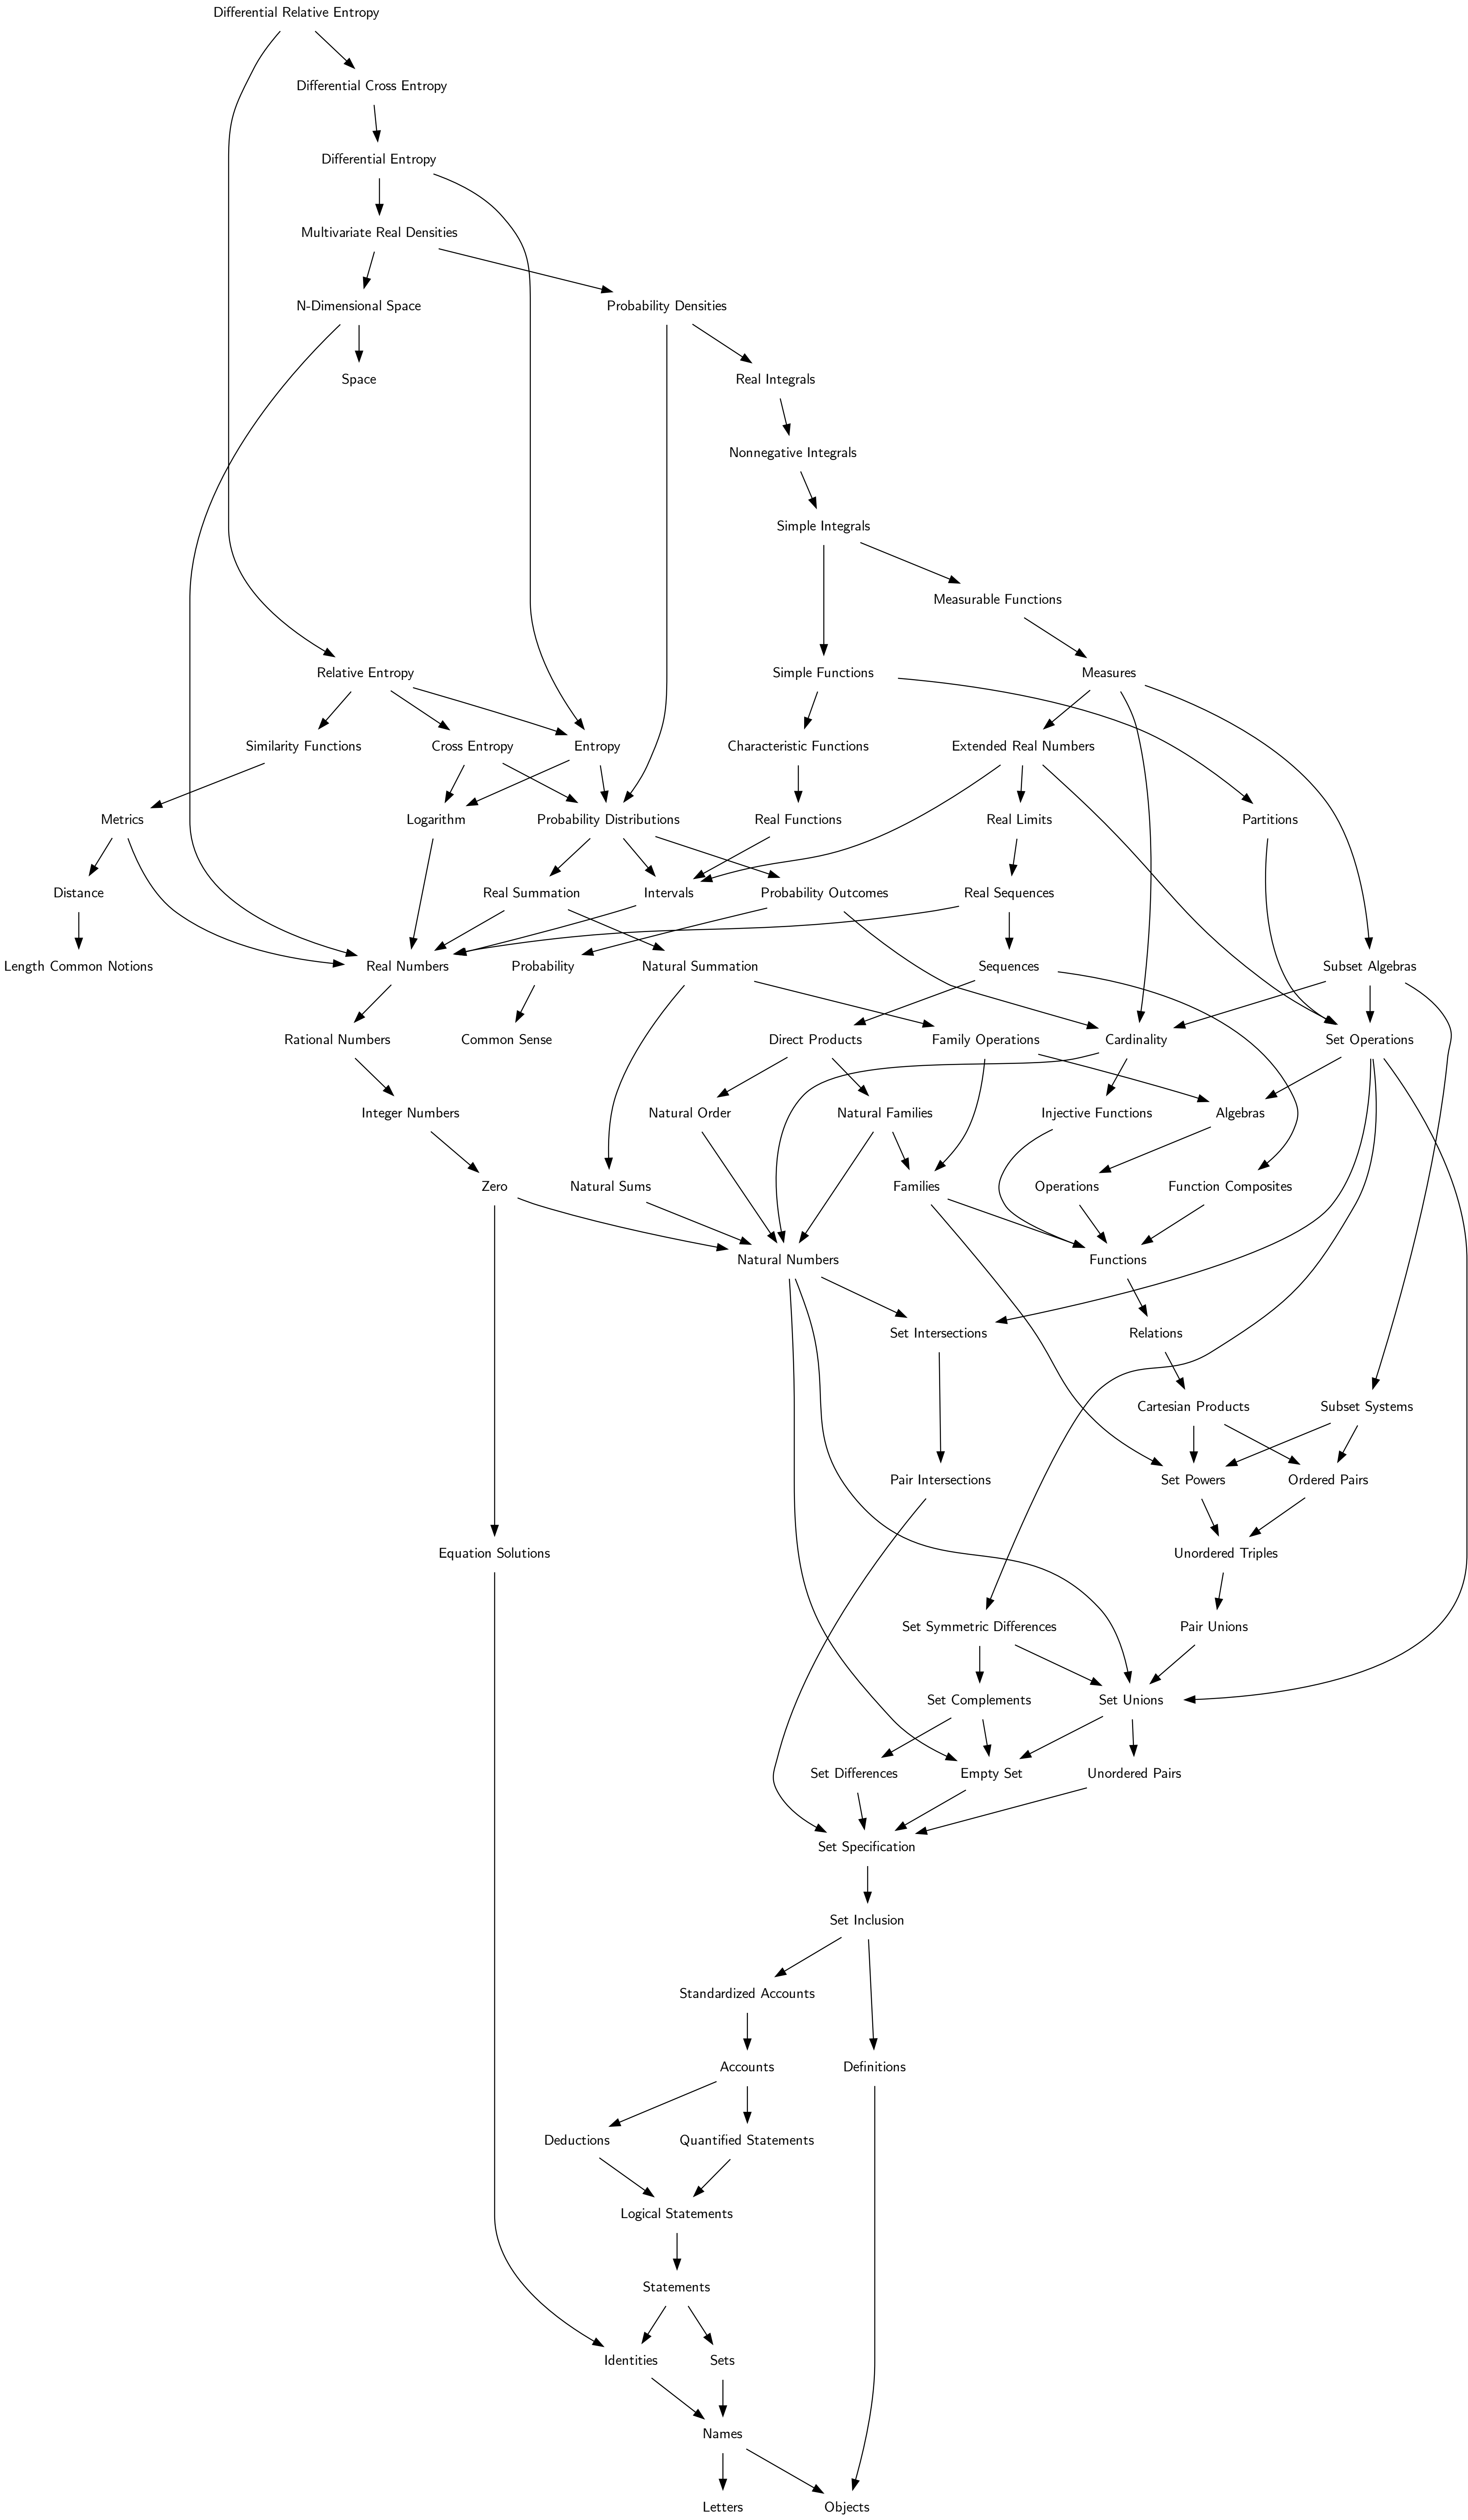 Differential Relative Entropy
Differential Cross Entropy
Differential Entropy
Multivariate Real Densities
N-Dimensional Space
Probability Densities
Space
Real Integrals
Nonnegative Integrals
Simple Integrals
Measurable Functions
Relative Entropy
Simple Functions
Measures
Similarity Functions
Cross Entropy
Entropy
Characteristic Functions
Extended Real Numbers
Metrics
Logarithm
Probability Distributions
Real Functions
Real Limits
Partitions
Distance
Real Summation
Intervals
Probability Outcomes
Real Sequences
Length Common Notions
Real Numbers
Probability
Natural Summation
Sequences
Subset Algebras
Rational Numbers
Common Sense
Direct Products
Family Operations
Cardinality
Set Operations
Integer Numbers
Natural Order
Natural Families
Injective Functions
Algebras
Zero
Natural Sums
Families
Operations
Function Composites
Natural Numbers
Functions
Set Intersections
Relations
Cartesian Products
Subset Systems
Pair Intersections
Set Powers
Ordered Pairs
Equation Solutions
Unordered Triples
Set Symmetric Differences
Pair Unions
Set Complements
Set Unions
Set Differences
Empty Set
Unordered Pairs
Set Specification
Set Inclusion
Standardized Accounts
Accounts
Definitions
Deductions
Quantified Statements
Logical Statements
Statements
Identities
Sets
Names
Letters
Objects